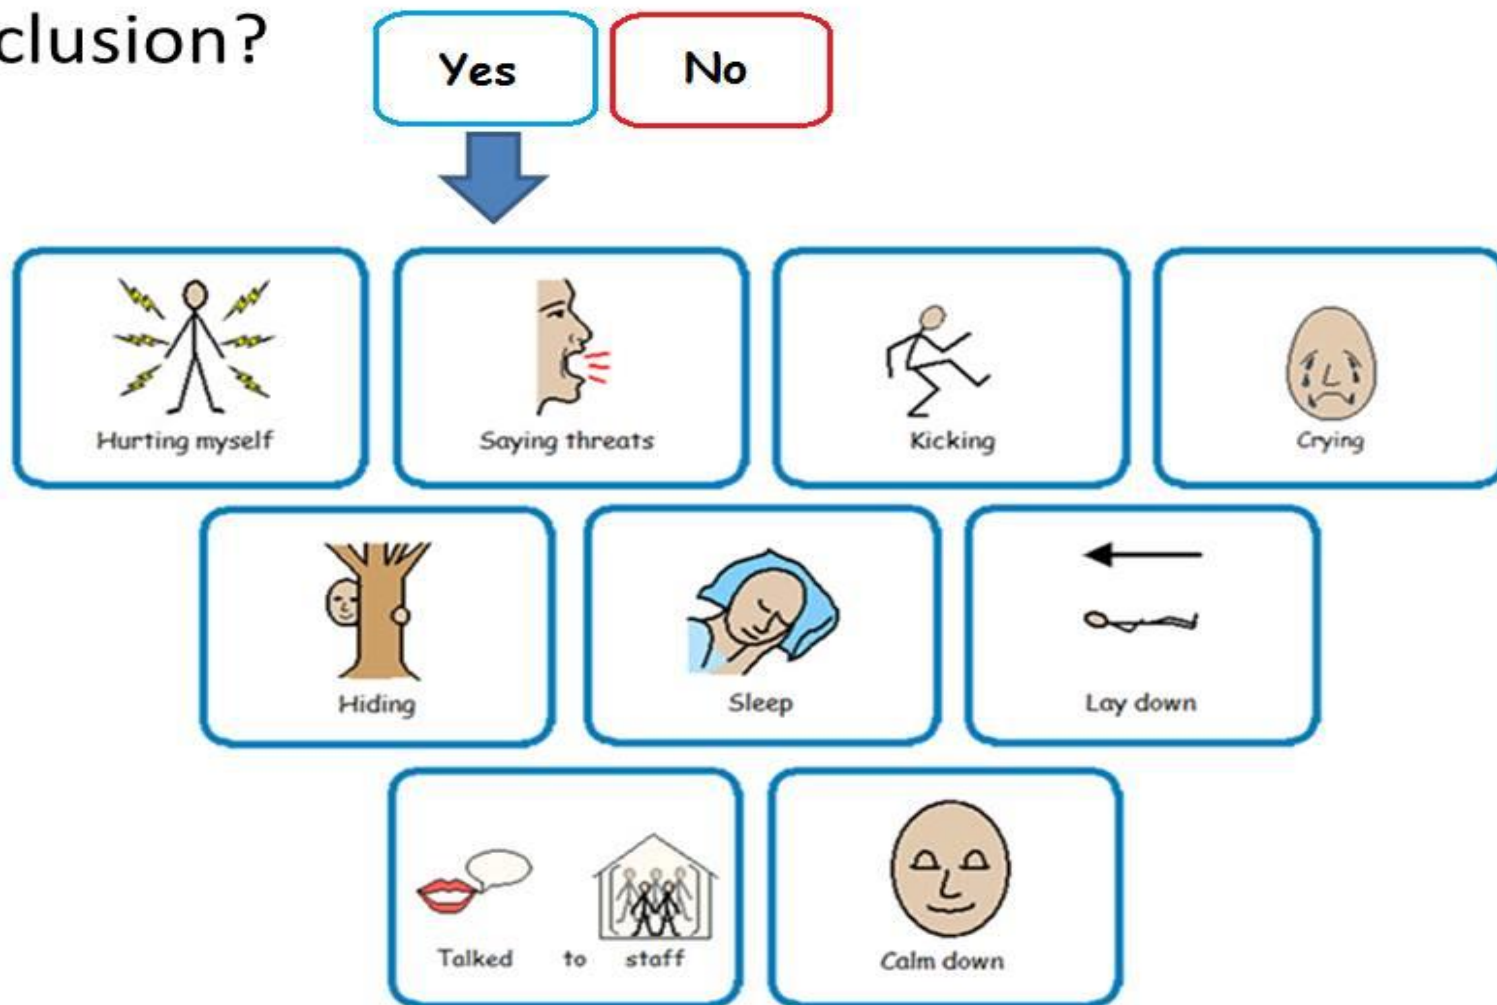 clusion?
Yes No
Hurting myself Saying threats Kicking Crying
Hiding Sleep Lay down
Talked to staff Calm down